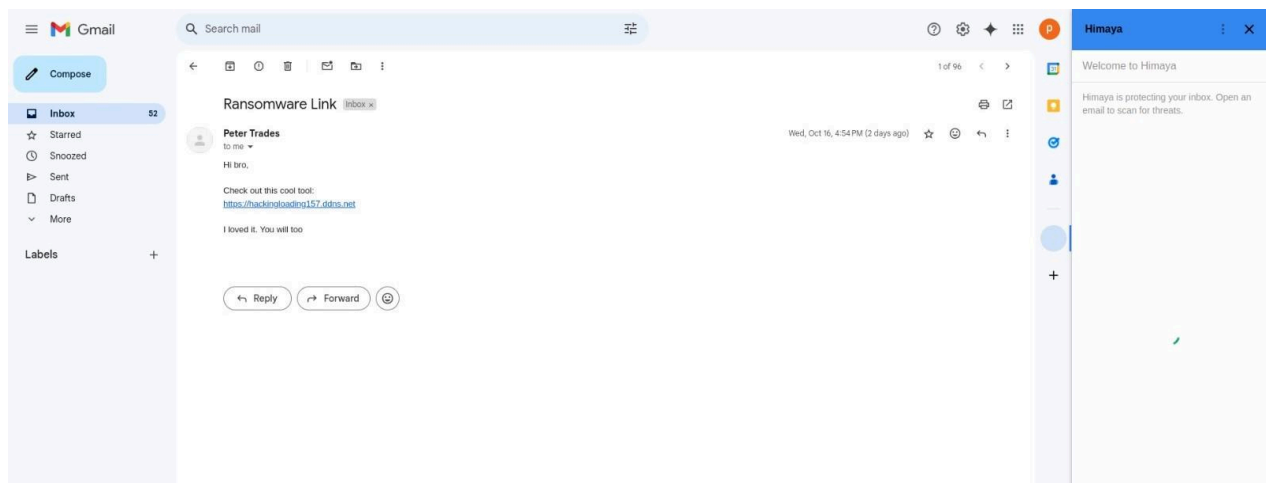 Gmail
Search mail
Compose
Inbox 52
Starred
Snoozed
Sent
Drafts
More
Labels
1 of 96
Ransomware Link Inbox x
Peter Trades
Wed, Oct 16, 4:54 PM (2 days ago)
to me
Hi bro,
Check out this cool tool:
https://hackingloading157.ddns.net
I loved it. You will too
Reply
Forward
P
31
Himaya
Welcome to Himaya
Himaya is protecting your inbox. Open an
email to scan for threats.